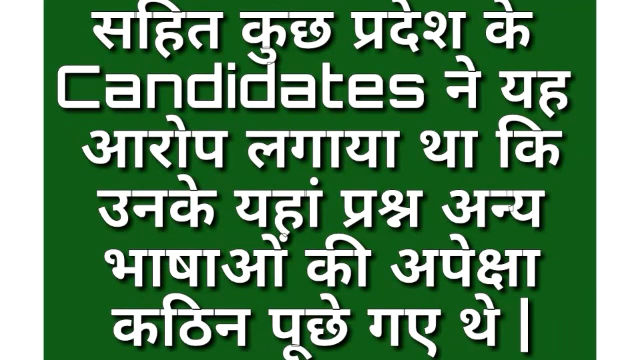 सहित कुछ प्रदेश के
Candidates ने यह
आरोप लगाया था कि
उनके यहां प्रश्न अन्य
भाषाओं की अपेक्षा
कठिन पूछे गए थे |